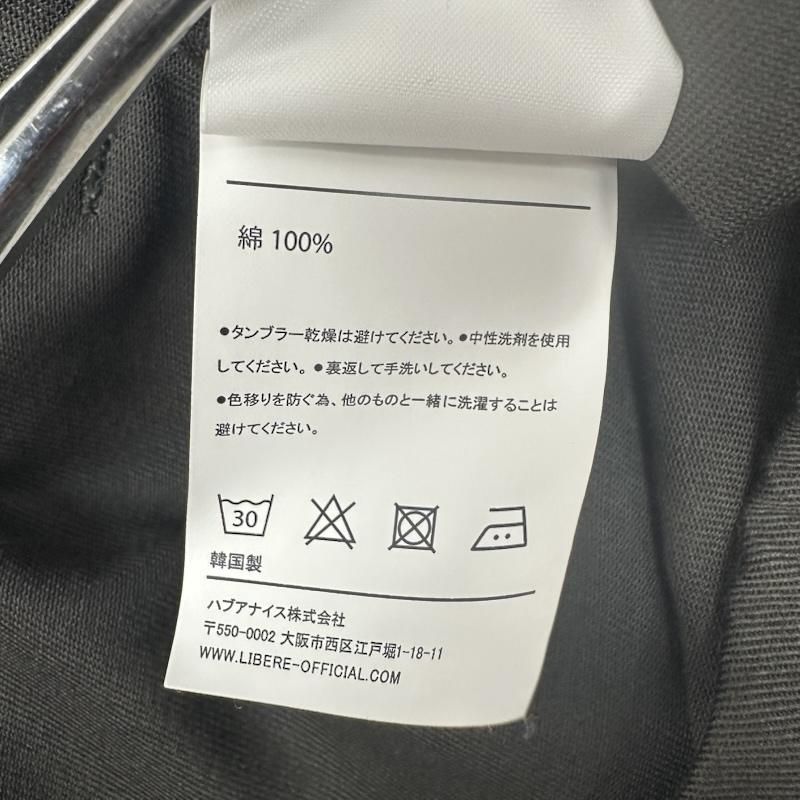 綿 100%
●タンブラー乾燥は避けてください。●中性洗剤を使用
してください。●裏返して手洗いしてください。
●色移りを防ぐ為、他のものと一緒に洗濯することは
避けてください。
30
韓国製
ハブアナイス株式会社
〒550-0002 大阪市西区江戸堀1-18-11
WWW.LIBERE-OFFICIAL.COM